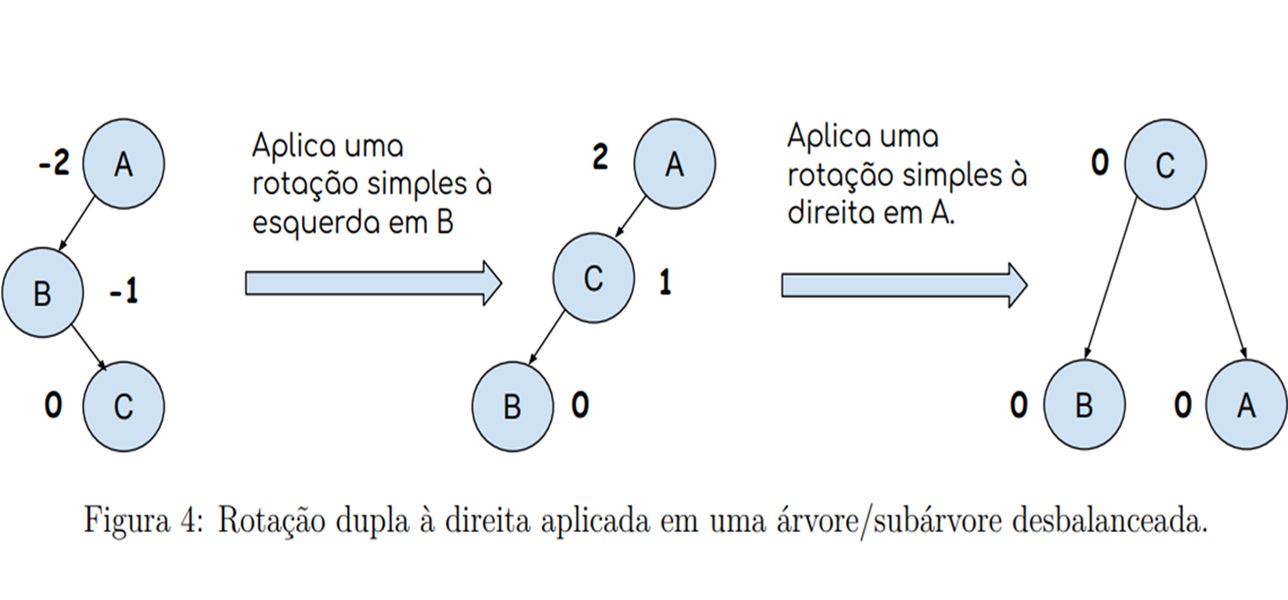 -2
A
B
-1
0
C
Aplica uma
rotação simples à
esquerda em B
2
A
C
1
B
0
Aplica uma
rotação simples à
direita em A.
0
C
0
B
0
A
Figura 4: Rotação dupla à direita aplicada em uma árvore/subárvore desbalanceada.